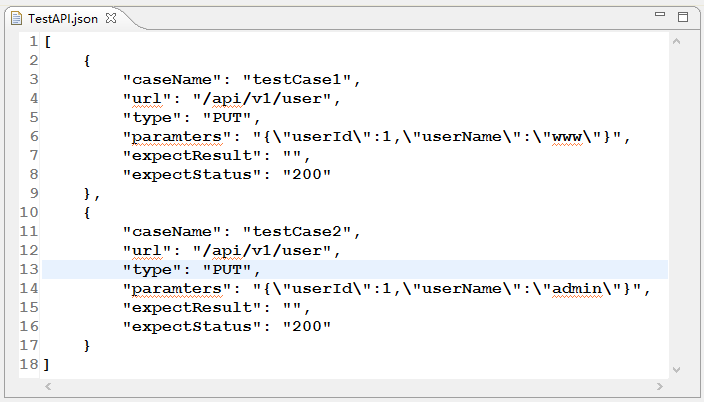 TestAPI.json
1 [
2     {
3         "caseName": "testCase1",
4         "url": "/api/v1/user",
5         "type": "PUT",
6         "paramters": "{\"userId\":1,\"userName\":\"www\"}",
7         "expectResult": "",
8         "expectStatus": "200"
9     },
10     {
11         "caseName": "testCase2",
12         "url": "/api/v1/user",
13         "type": "PUT",
14         "paramters": "{\"userId\":1,\"userName\":\"admin\"}",
15         "expectResult": "",
16         "expectStatus": "200"
17     }
18 ]